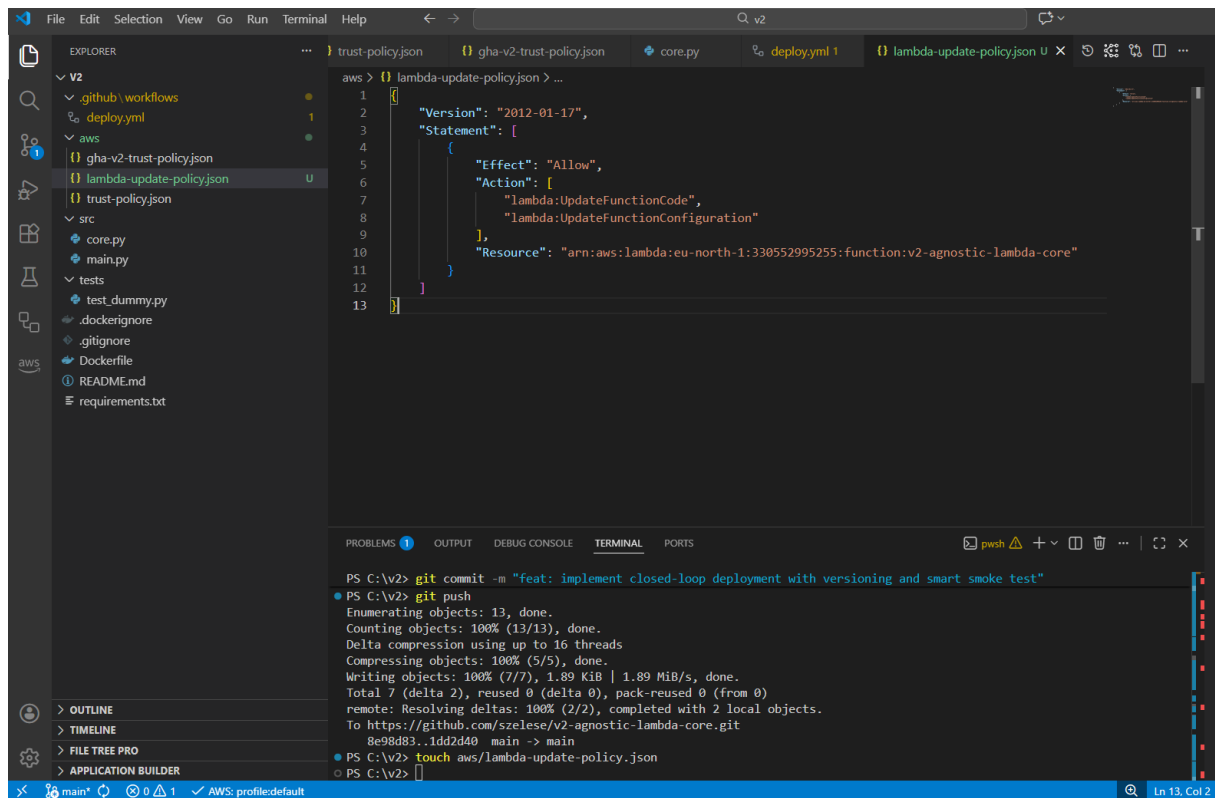 File Edit Selection View Go Run Terminal Help
v2
EXPLORER
V2
.github\workflows
deploy.yml 1
aws
gha-v2-trust-policy.json
lambda-update-policy.json U
trust-policy.json
src
core.py
main.py
tests
test_dummy.py
.dockerignore
.gitignore
Dockerfile
README.md
requirements.txt
OUTLINE
TIMELINE
FILE TREE PRO
APPLICATION BUILDER
trust-policy.json {} gha-v2-trust-policy.json core.py deploy.yml 1 {} lambda-update-policy.json U
aws > {} lambda-update-policy.json > ...
1 {
2 "Version": "2012-01-17",
3 "Statement": [
4 {
5 "Effect": "Allow",
6 "Action": [
7 "lambda:UpdateFunctionCode",
8 "lambda:UpdateFunctionConfiguration"
9 ],
10 "Resource": "arn:aws:lambda:eu-north-1:330552995255:function:v2-agnostic-lambda-core"
11 }
12 ]
13 }
PROBLEMS 1 OUTPUT DEBUG CONSOLE TERMINAL PORTS
pwsh
PS C:\v2> git commit -m "feat: implement closed-loop deployment with versioning and smart smoke test"
PS C:\v2> git push
Enumerating objects: 13, done.
Counting objects: 100% (13/13), done.
Delta compression using up to 16 threads
Compressing objects: 100% (5/5), done.
Writing objects: 100% (7/7), 1.89 KiB | 1.89 MiB/s, done.
Total 7 (delta 2), reused 0 (delta 0), pack-reused 0 (from 0)
remote: Resolving deltas: 100% (2/2), completed with 2 local objects.
To https://github.com/szelese/v2-agnostic-lambda-core.git
8e98d83..1dd2d40 main -> main
PS C:\v2> touch aws/lambda-update-policy.json
PS C:\v2>
main* 0 1 AWS: profile:default
Ln 13, Col 2